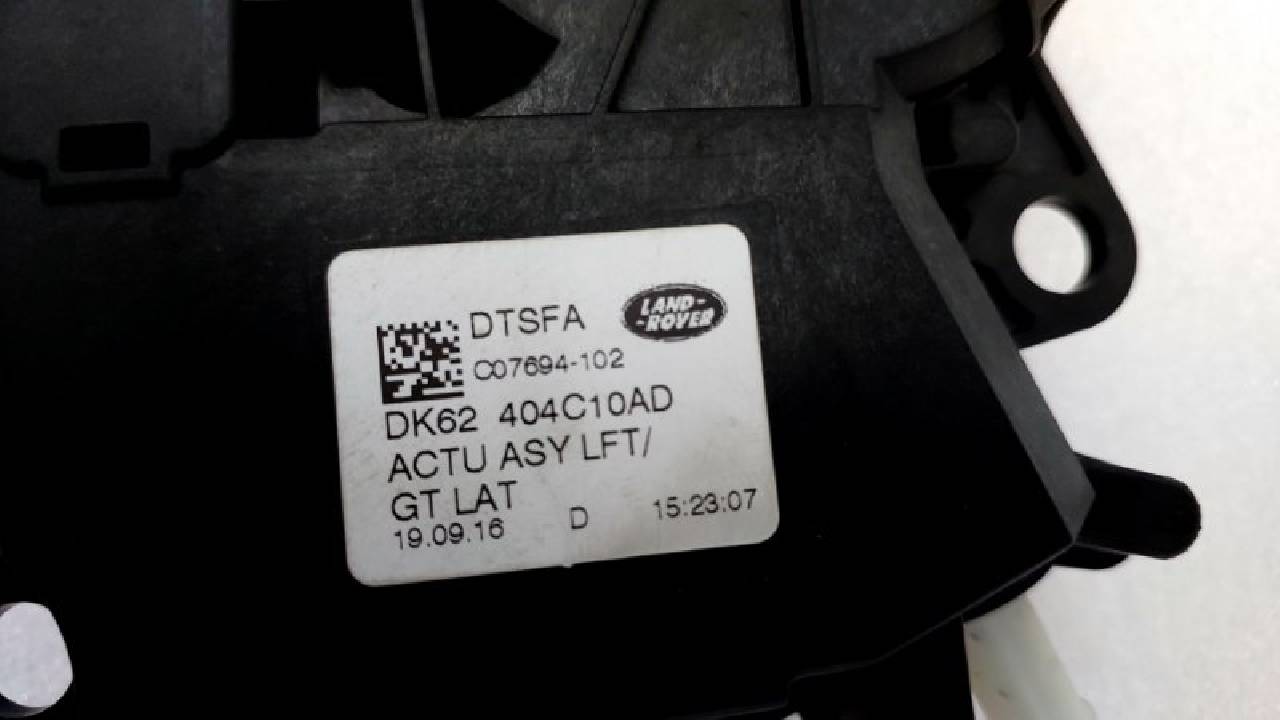 DTSFA
LAND-
-ROVER
C07694-102
DK62 404C10AD
ACTU ASY LFT/
GT LAT
19.09.16 D 15:23:07